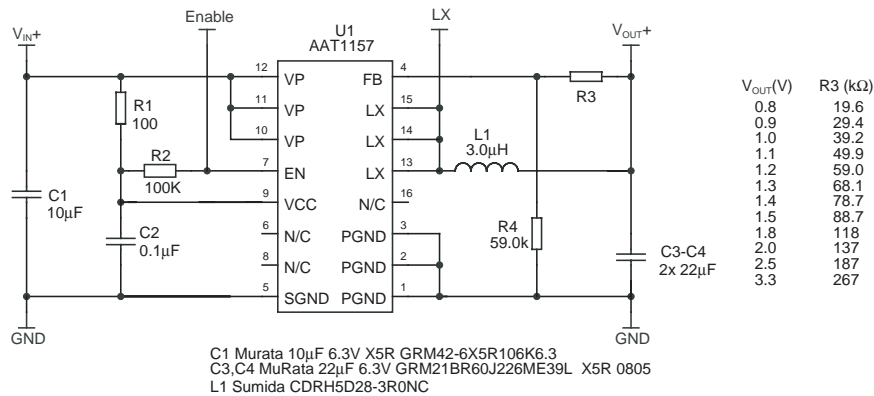 Enable
LX
V_IN+
U1
AAT1157
V_OUT+
12
VP
FB
4
R3
11
VP
LX
15
R1
100
10
VP
LX
14
L1
3.0μH
R2
100K
7
EN
LX
13
9
VCC
N/C
16
C1
10μF
C2
0.1μF
6
N/C
PGND
3
R4
59.0k
8
N/C
PGND
2
C3-C4
2x 22μF
5
SGND
PGND
1
GND
GND
V_OUT(V) R3 (kΩ)
0.8 19.6
0.9 29.4
1.0 39.2
1.1 49.9
1.2 59.0
1.3 68.1
1.4 78.7
1.5 88.7
1.8 118
2.0 137
2.5 187
3.3 267
C1 Murata 10μF 6.3V X5R GRM42-6X5R106K6.3
C3,C4 MuRata 22μF 6.3V GRM21BR60J226ME39L X5R 0805
L1 Sumida CDRH5D28-3R0NC